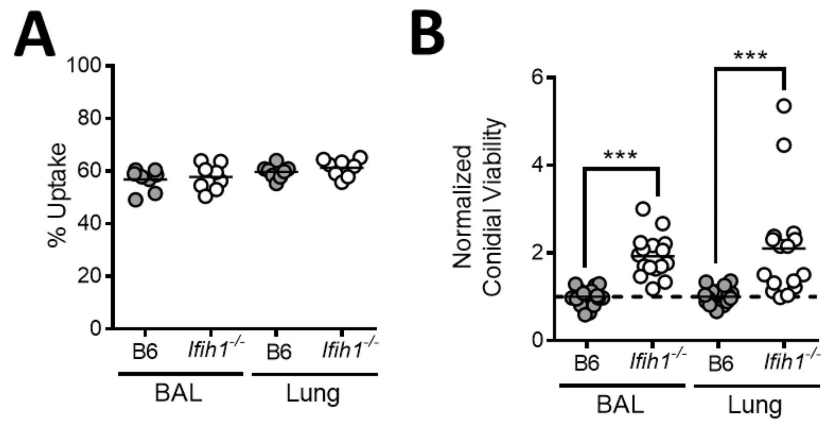 A
% Uptake
100
80
60
40
20
0
B6
Ifih1-/-
B6
Ifih1-/-
BAL
Lung
B
Normalized
Conidial Viability
6
4
2
0
***
***
B6
Ifih1-/-
B6
Ifih1-/-
BAL
Lung